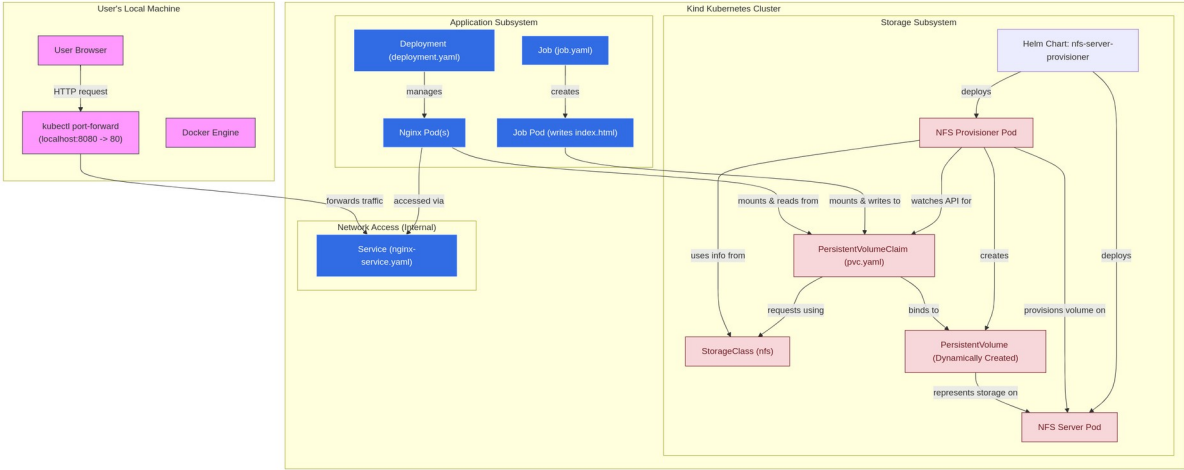 User's Local Machine
User Browser
HTTP request
kubectl port-forward
(localhost:8080 -> 80)
Docker Engine
Kind Kubernetes Cluster
Application Subsystem
Deployment
(deployment.yaml)
Job (job.yaml)
manages
creates
Nginx Pod(s)
Job Pod (writes index.html)
forwards traffic
accessed via
Network Access (Internal)
Service (nginx-
service.yaml)
Storage Subsystem
Helm Chart: nfs-server-
provisioner
deploys
NFS Provisioner Pod
mounts & reads from
mounts & writes to
watches API for
PersistentVolumeClaim
(pvc.yaml)
uses info from
creates
deploys
requests using
binds to
provisions volume on
StorageClass (nfs)
PersistentVolume
(Dynamically Created)
represents storage on
NFS Server Pod